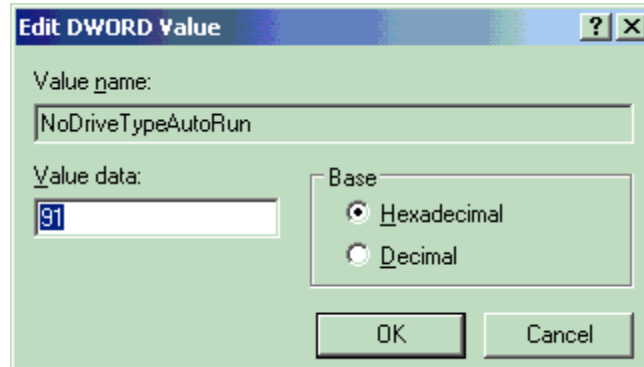 Edit DWORD Value
Value name:
NoDriveTypeAutoRun
Value data:
91
Base
Hexadecimal
Decimal
OK Cancel